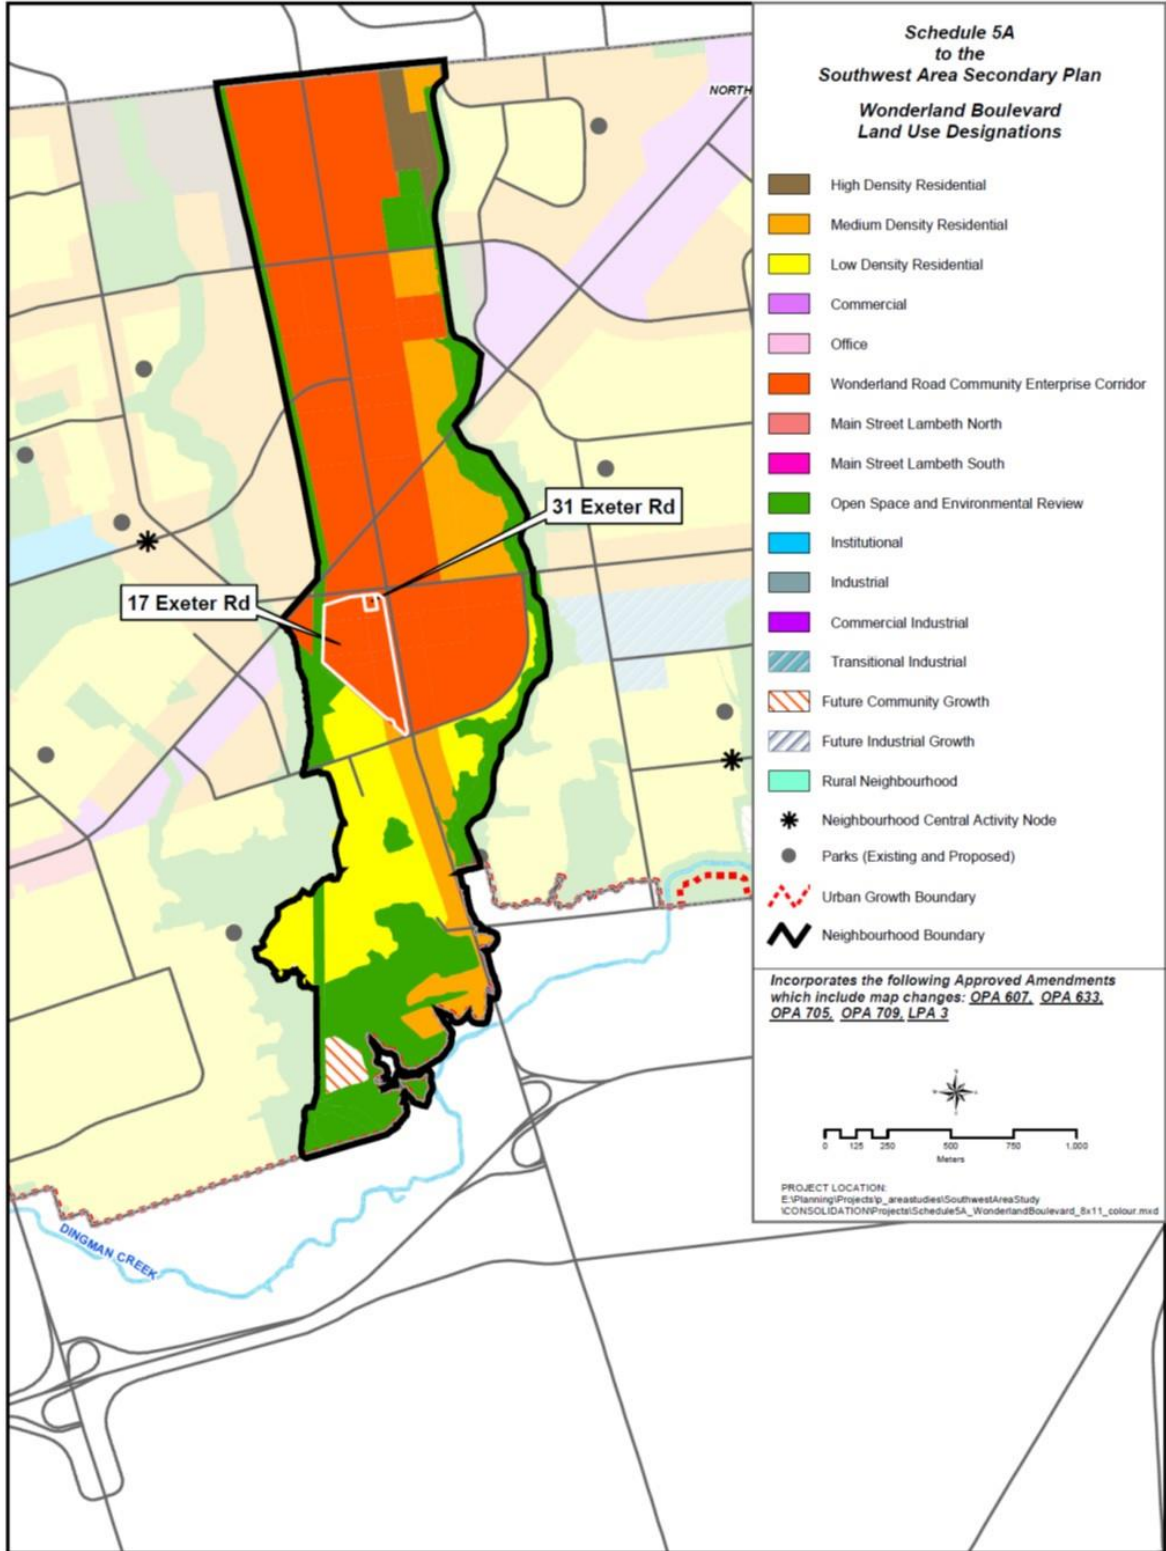 Schedule 5A
to the
Southwest Area Secondary Plan
Wonderland Boulevard
Land Use Designations
NORTH
High Density Residential
Medium Density Residential
Low Density Residential
Commercial
Office
Wonderland Road Community Enterprise Corridor
Main Street Lambeth North
Main Street Lambeth South
Open Space and Environmental Review
Institutional
Industrial
Commercial Industrial
Transitional Industrial
Future Community Growth
Future Industrial Growth
Rural Neighbourhood
Neighbourhood Central Activity Node
Parks (Existing and Proposed)
Urban Growth Boundary
Neighbourhood Boundary
31 Exeter Rd
17 Exeter Rd
Incorporates the following Approved Amendments
which include map changes: OPA 607, OPA 633,
OPA 705, OPA 709, LPA 3
0 125 250 500 750 1,000
Meters
PROJECT LOCATION:
E:\Planning\Projects\p_areastudies\SouthwestAreaStudy
\CONSOLIDATION\Projects\Schedule5A_WonderlandBoulevard_8x11_colour.mxd
DINGMAN CREEK